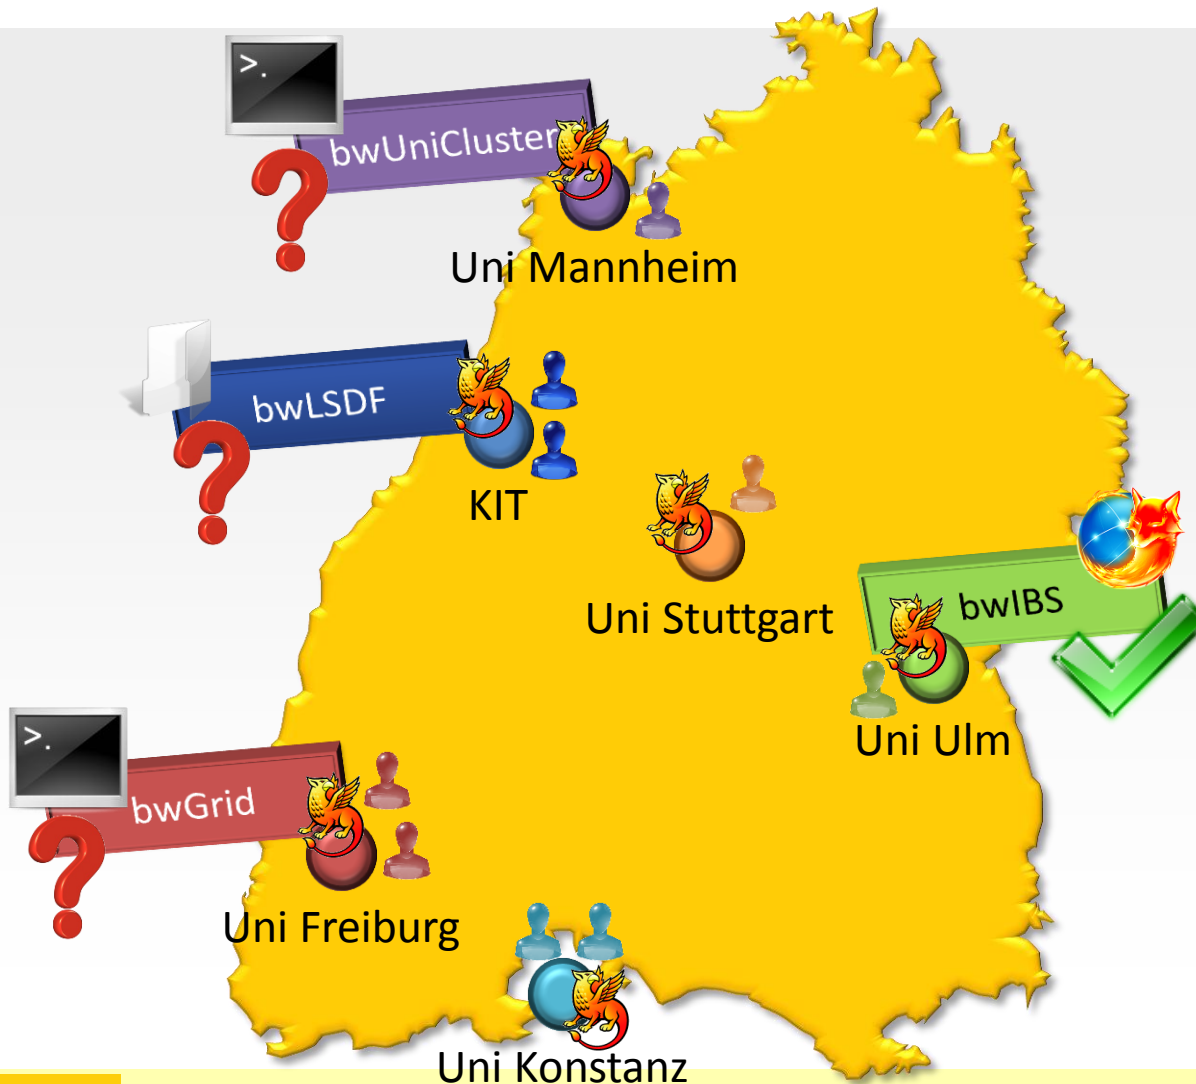 >.
bwUniCluster
Uni Mannheim
bwLSDF
KIT
Uni Stuttgart
bwIBS
Uni Ulm
>.
bwGrid
Uni Freiburg
Uni Konstanz